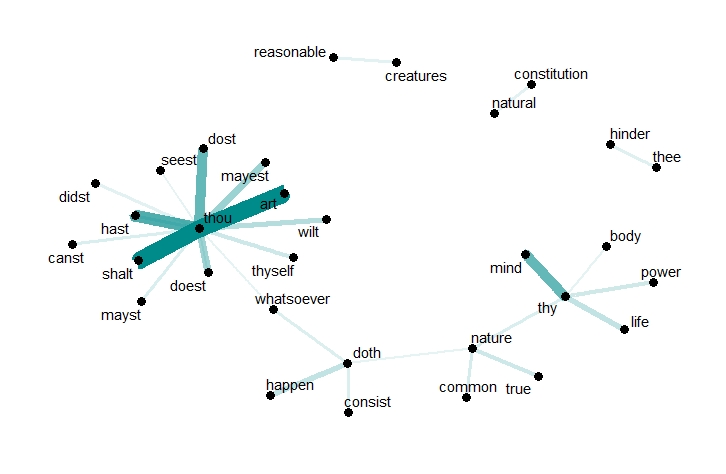 reasonable
creatures
constitution
natural
hinder
thee
dost
seest
mayest
didst
art
hast
thou
wilt
canst
shalt
thyself
doest
mayst
whatsoever
body
mind
power
thy
life
nature
doth
happen
common
true
consist